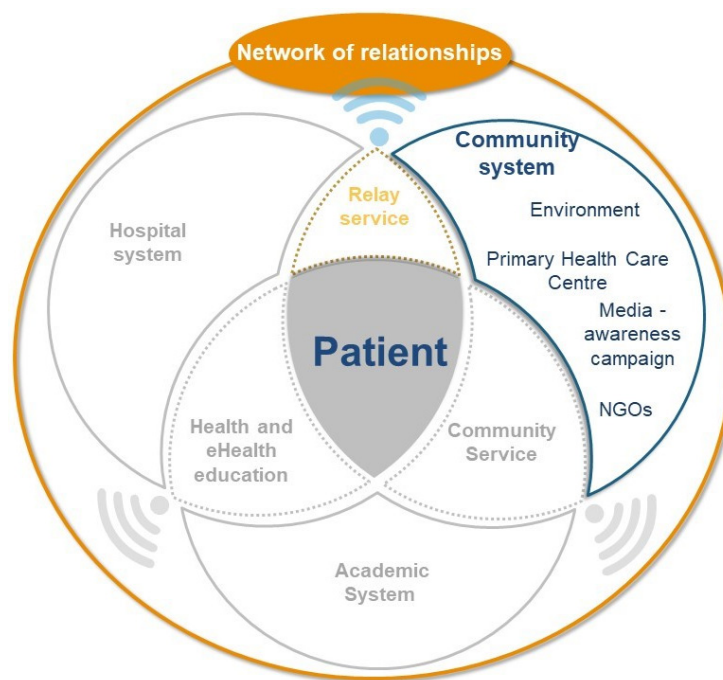 Network of relationships
Community
system
Relay
service
Hospital
system
Environment
Primary Health Care
Centre
Media -
awareness
campaign
NGOs
Patient
Health and
eHealth
education
Community
Service
Academic
System